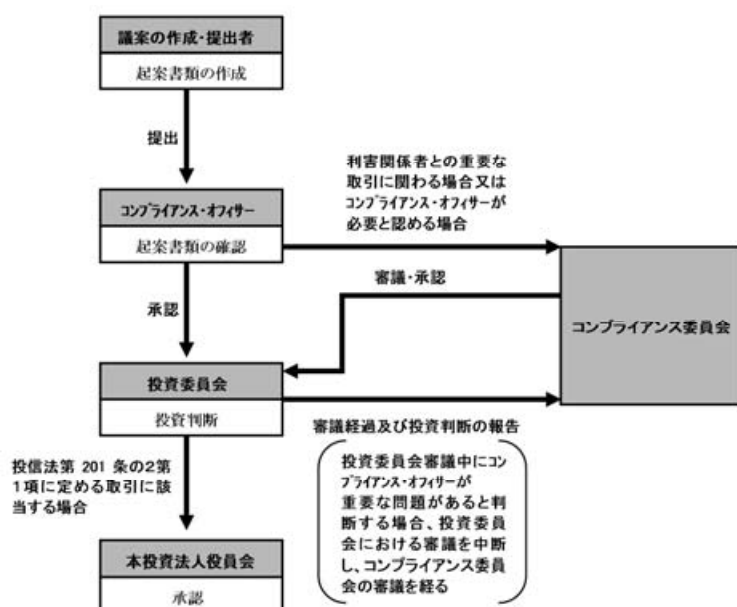 議案の作成・提出者
起案書類の作成
提出
利害関係者との重要な
取引に関わる場合又は
コンプライアンス・オフィサーが
必要と認める場合
コンプライアンス・オフィサー
起案書類の確認
審議・承認
コンプライアンス委員会
承認
投資委員会
投資判断
審議経過及び投資判断の報告
投信法第 201 条の2第
1項に定める取引に該
当する場合
投資委員会審議中にコン
プライアンス・オフィサーが
重要な問題があると判
断する場合、投資委員
会における審議を中断
し、コンプライアンス委員
会の審議を経る
本投資法人役員会
承認